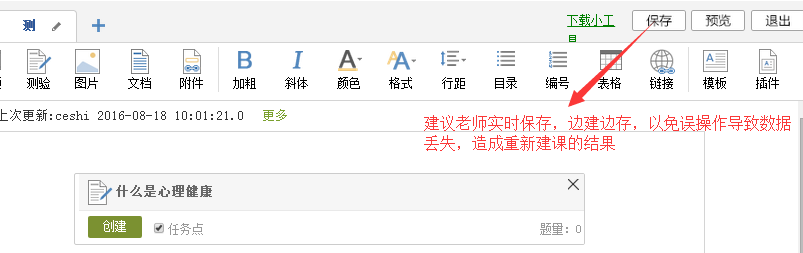 测 下载小工 保存 预览 退出
具
测验 图片 文档 附件 B 加粗 I 斜体 A 颜色 AA 格式 行距 目录 编号 表格 链接 模板 插件
上次更新:ceshi 2016-08-18 10:01:21.0 更多
建议老师实时保存，边建边存，以免误操作导致数据
丢失，造成重新建课的结果
什么是心理健康
创建 任务点 题量：0